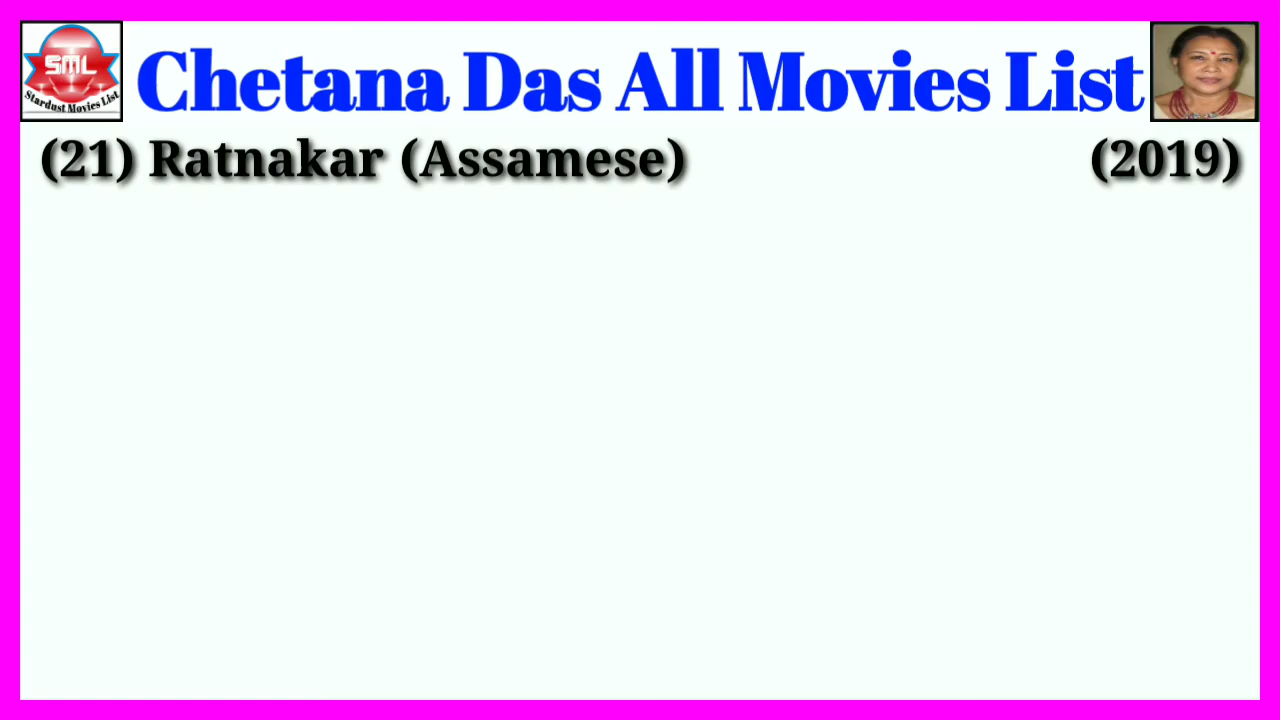 SML
Stardust Movies List
Chetana Das All Movies List
(21) Ratnakar (Assamese) (2019)